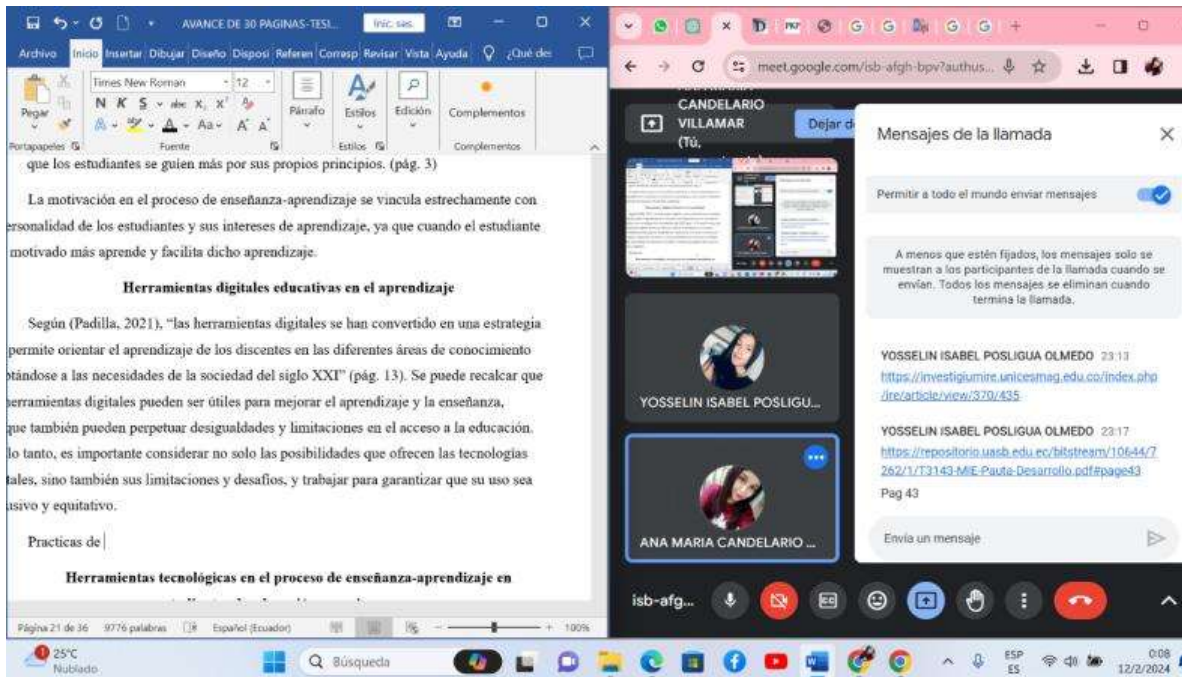 AVANCE DE 30 PAGINAS-TESI...
Inic. ses.
Archivo Inicio Insertar Dibujar Diseño Disposi Referen Corresp Revisar Vista Ayuda ¿Qué des
Pegar
Times New Roman 12
N K S abc x, x'
Aa A A
Párrafo
Estilos
Edición
Complementos
Portapapeles Fuente Estilos Complementos
que los estudiantes se guíen más por sus propios principios. (pág. 3)
La motivación en el proceso de enseñanza-aprendizaje se vincula estrechamente con
ersonalidad de los estudiantes y sus intereses de aprendizaje, ya que cuando el estudiante
motivado más aprende y facilita dicho aprendizaje.
Herramientas digitales educativas en el aprendizaje
Según (Padilla, 2021), “las herramientas digitales se han convertido en una estrategia
permite orientar el aprendizaje de los discentes en las diferentes áreas de conocimiento
ptándose a las necesidades de la sociedad del siglo XXI” (pág. 13). Se puede recalcar que
herramientas digitales pueden ser útiles para mejorar el aprendizaje y la enseñanza,
que también pueden perpetuar desigualdades y limitaciones en el acceso a la educación.
lo tanto, es importante considerar no solo las posibilidades que ofrecen las tecnologías
tales, sino también sus limitaciones y desafíos, y trabajar para garantizar que su uso sea
usivo y equitativo.
Practicas de
Herramientas tecnológicas en el proceso de enseñanza-aprendizaje en
Página 21 de 36 9776 palabras Español (Ecuador) 100%
meet.google.com/isb-afgh-bpv?authus...
CANDELARIO
VILLAMAR
(Tú,
Dejar d
YOSSELIN ISABEL POSLIGU...
ANA MARIA CANDELARIO ...
isb-afg...
Mensajes de la llamada
Permitir a todo el mundo enviar mensajes
A menos que estén fijados, los mensajes solo se
muestran a los participantes de la llamada cuando se
envían. Todos los mensajes se eliminan cuando
termina la llamada.
YOSSELIN ISABEL POSLIGUA OLMEDO 23:13
https://investigiumire.unicesmag.edu.co/index.php
/ire/article/view/370/435
YOSSELIN ISABEL POSLIGUA OLMEDO 23:17
https://repositorio.uasb.edu.ec/bitstream/10644/7
262/1/T3143-MIE-Pauta-Desarrollo.pdf#page43
Pag 43
Envía un mensaje
25°C
Nublado
Búsqueda
ESP
ES
0:08
12/2/2024